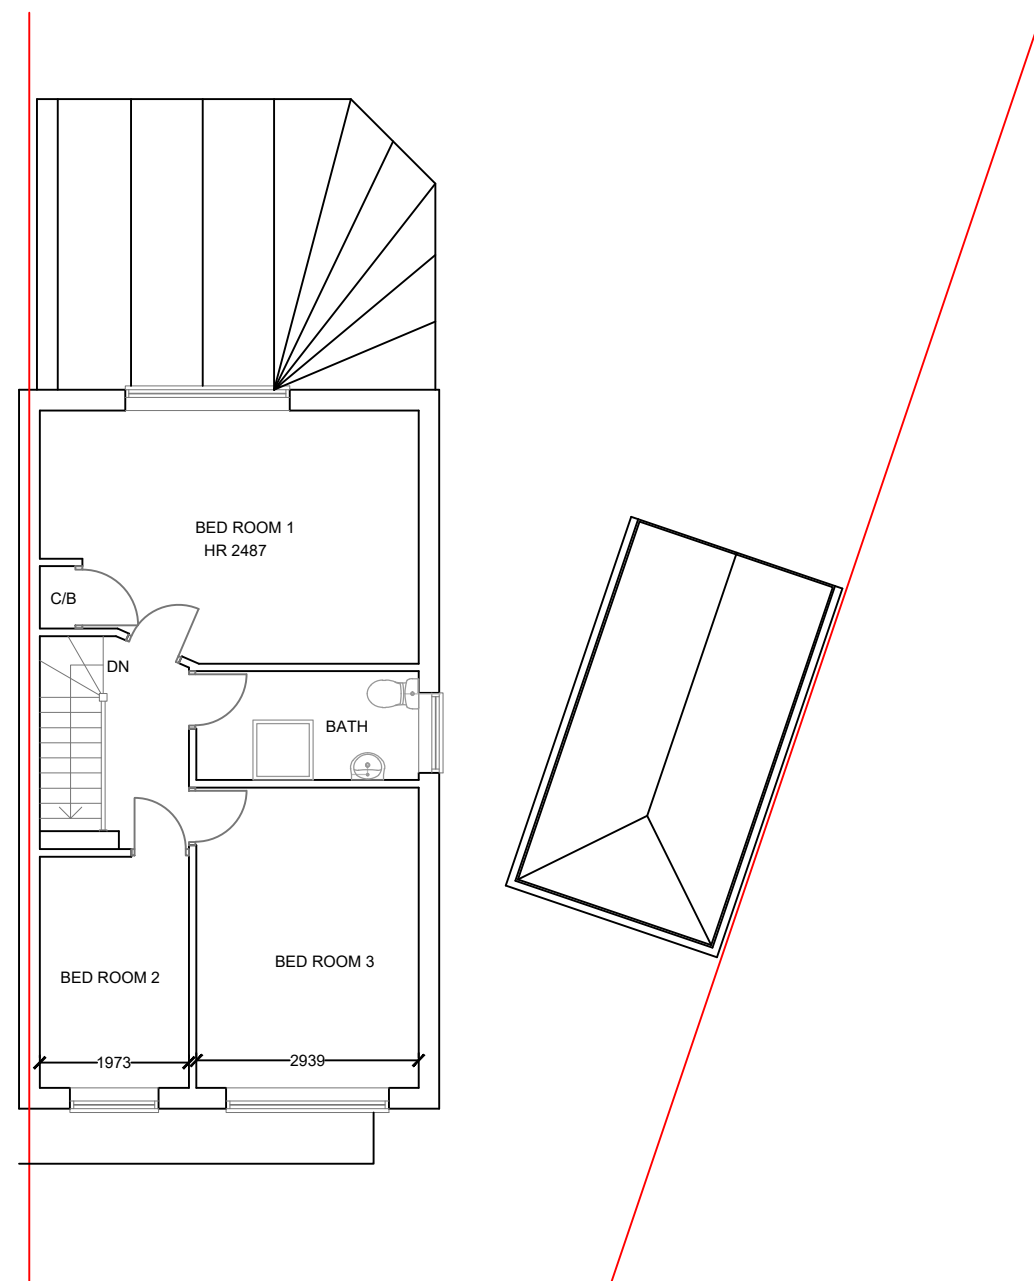 BED ROOM 1
HR 2487
C/B
DN
BATH
BED ROOM 3
BED ROOM 2
1973
2939